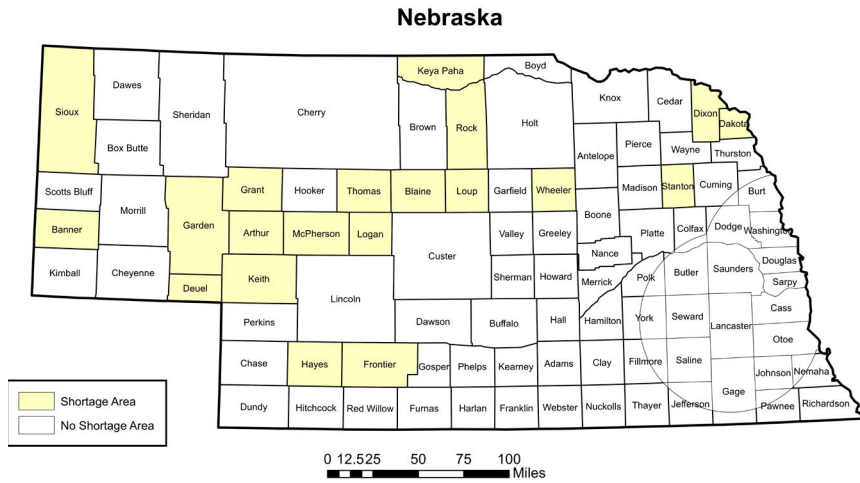 Nebraska
Keya Paha
Boyd
Dawes
Sioux
Sheridan
Cherry
Brown
Rock
Holt
Knox
Cedar
Dixon
Dakota
Box Butte
Antelope
Pierce
Wayne
Thurston
Scotts Bluff
Morrill
Garden
Grant
Hooker
Thomas
Blaine
Loup
Garfield
Wheeler
Madison
Stanton
Cuming
Burt
Banner
Arthur
McPherson
Logan
Custer
Valley
Greeley
Boone
Platte
Colfax
Dodge
Washington
Kimball
Cheyenne
Deuel
Keith
Lincoln
Sherman
Howard
Nance
Merrick
Polk
Butler
Saunders
Douglas
Sarpy
Perkins
Dawson
Buffalo
Hall
Hamilton
York
Seward
Lancaster
Cass
Otoe
Chase
Hayes
Frontier
Gosper
Phelps
Kearney
Adams
Clay
Fillmore
Saline
Gage
Johnson
Nemaha
Dundy
Hitchcock
Red Willow
Furnas
Harlan
Franklin
Webster
Nuckolls
Thayer
Jefferson
Pawnee
Richardson
Shortage Area
No Shortage Area
0 12.525 50 75 100
Miles